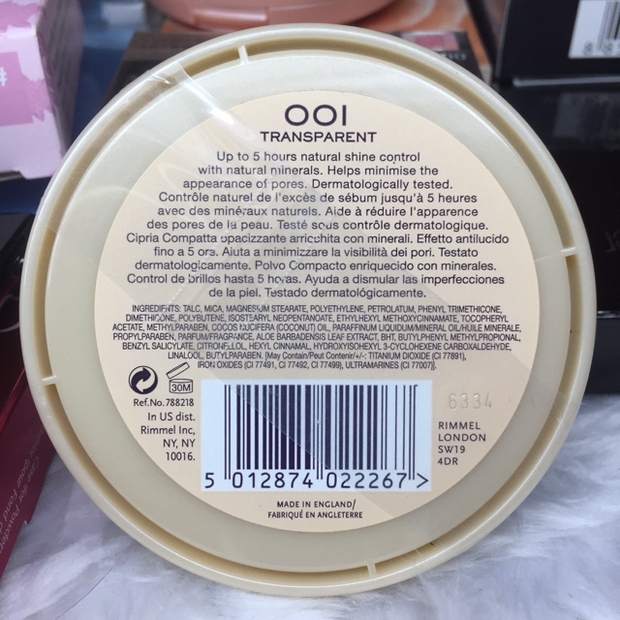 001
TRANSPARENT
Up to 5 hours natural shine control
with natural minerals. Helps minimise the
appearance of pores. Dermatologically tested.
Contrôle naturel de l'excès de sébum jusqu'à 5 heures
avec des minéraux naturels. Aide à réduire l'apparence
des pores de la peau. Testé sous contrôle dermatologique.
Cipria Compatta opacizzante arricchita con minerali. Effetto antilucido
fino a 5 ora. Aiuta a minimizzare la visibilità dei pori. Testato
dermatologicamente. Polvo Compacto enriquecido con minerales.
Control de brillos hasta 5 horas. Ayuda a dismular las imperfecciones
de la piel. Testado dermatológicamente.
INGREDIENTS: TALC, MICA, MAGNESIUM STEARATE, POLYETHYLENE, PETROLATUM, PHENYL TRIMETHICONE,
DIMETHICONE, POLYBUTENE, ISOSTEARYL NEOPENTANOATE, ETHYLHEXYL METHOXYCINNAMATE, TOCOPHERYL
ACETATE, METHYLPARABEN, COCOS NUCIFERA (COCONUT) OIL, PARAFFINUM LIQUIDUM/MINERAL OIL/HUILE MINERALE,
PROPYLPARABEN, PARFUM/FRAGRANCE, ALOE BARBADENSIS LEAF EXTRACT, BHT, BUTYLPHENYL METHYLPROPIONAL,
BENZYL SALICYLATE, CITRONELLOL, HEXYL CINNAMAL, HYDROXYISOHEXYL 3-CYCLOHEXENE CARBOXALDEHYDE,
LINALOOL, BUTYLPARABEN. [May Contain/Peut Contenir/+/-: TITANIUM DIOXIDE (CI 77891),
IRON OXIDES (CI 77491, CI 77492, CI 77499), ULTRAMARINES (CI 77007)].
30M
Ref.No.788218
In US dist.
Rimmel Inc,
NY, NY
10016.
6334
RIMMEL
LONDON
SW19
4DR
5 012874 022267 >
MADE IN ENGLAND/
FABRIQUÉ EN ANGLETERRE